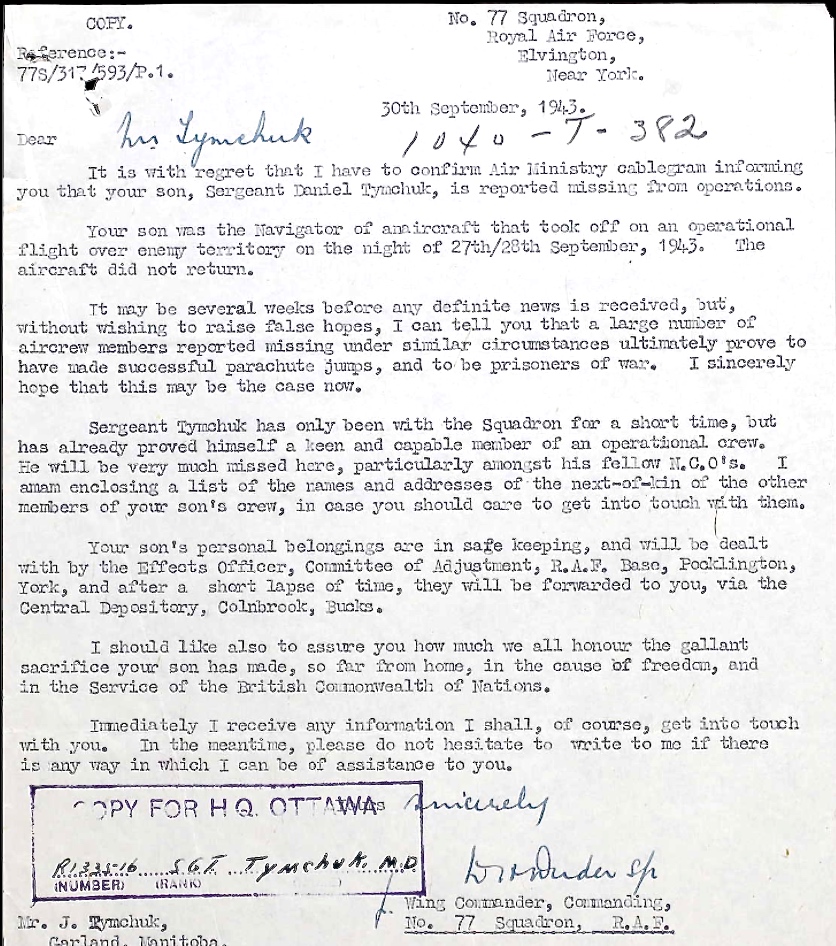 COPY.
No. 77 Squadron,
Royal Air Force,
Elvington,
Near York.
Reference:-
77S/317/593/P.1.
30th September, 1943.
1040-T-382
Dear Mrs Tymchuk
It is with regret that I have to confirm Air Ministry cablegram informing
you that your son, Sergeant Daniel Tymchuk, is reported missing from operations.
Your son was the Navigator of anaircraft that took off on an operational
flight over enemy territory on the night of 27th/28th September, 1943. The
aircraft did not return.
It may be several weeks before any definite news is received, but,
without wishing to raise false hopes, I can tell you that a large number of
aircrew members reported missing under similar circumstances ultimately prove to
have made successful parachute jumps, and to be prisoners of war. I sincerely
hope that this may be the case now.
Sergeant Tymchuk has only been with the Squadron for a short time, but
has already proved himself a keen and capable member of an operational crew.
He will be very much missed here, particularly amongst his fellow N.C.O's. I
amam enclosing a list of the names and addresses of the next-of-kin of the other
members of your son's crew, in case you should care to get into touch with them.
Your son's personal belongings are in safe keeping, and will be dealt
with by the Effects Officer, Committee of Adjustment, R.A.F. Base, Pocklington,
York, and after a short lapse of time, they will be forwarded to you, via the
Central Depository, Colnbrook, Bucks.
I should like also to assure you how much we all honour the gallant
sacrifice your son has made, so far from home, in the cause of freedom, and
in the Service of the British Commonwealth of Nations.
Immediately I receive any information I shall, of course, get into touch
with you. In the meantime, please do not hesitate to write to me if there
is any way in which I can be of assistance to you.
COPY FOR H.Q. OTTAWA
Yours sincerely
R133516 SGT TYMCHUK. M.D
(NUMBER) (RANK)
Wing Commander, Commanding,
No. 77 Squadron, R.A.F.
Mr. J. Tymchuk,
Garland, Manitoba.